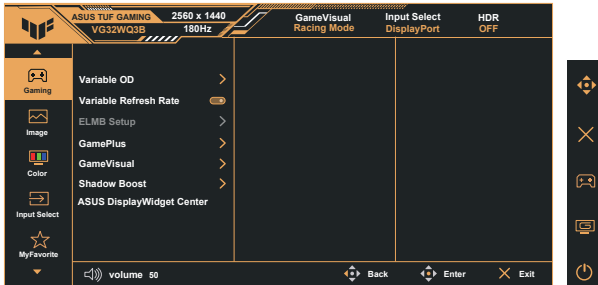 ASUS TUF GAMING 2560 x 1440
VG32WQ3B 180Hz
GameVisual Input Select HDR
Racing Mode DisplayPort OFF
Gaming
Image
Color
Input Select
MyFavorite
Variable OD
Variable Refresh Rate
ELMB Setup
GamePlus
GameVisual
Shadow Boost
ASUS DisplayWidget Center
volume 50 Back Enter Exit